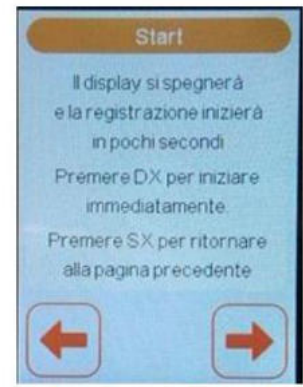 Start
Il display si spegnerà
e la registrazione inizierà
in pochi secondi
Premere DX per iniziare
immediatamente.
Premere SX per ritornare
alla pagina precedente